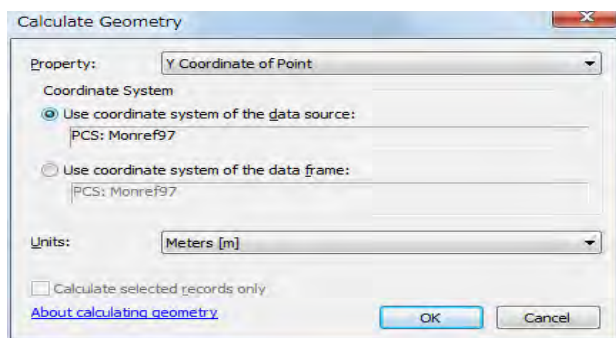 Calculate Geometry
Property: Y Coordinate of Point
Coordinate System
Use coordinate system of the data source:
PCS: Monref97
Use coordinate system of the data frame:
PCS: Monref97
Units: Meters [m]
Calculate selected records only
About calculating geometry OK Cancel